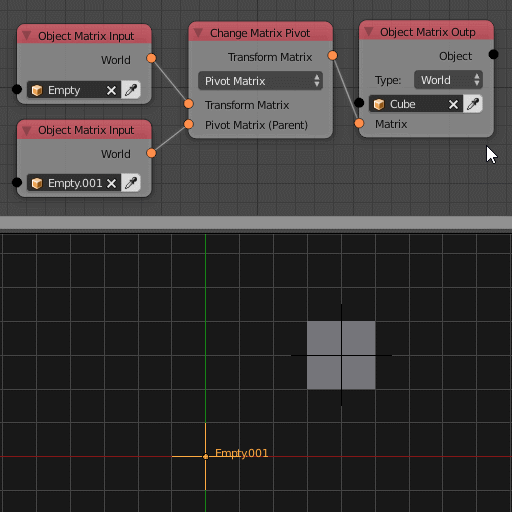 Object Matrix Input
World
Empty
Object Matrix Input
World
Empty.001
Change Matrix Pivot
Transform Matrix
Pivot Matrix
Transform Matrix
Pivot Matrix (Parent)
Object Matrix Outp
Object
Type: World
Cube
Matrix
Empty.001